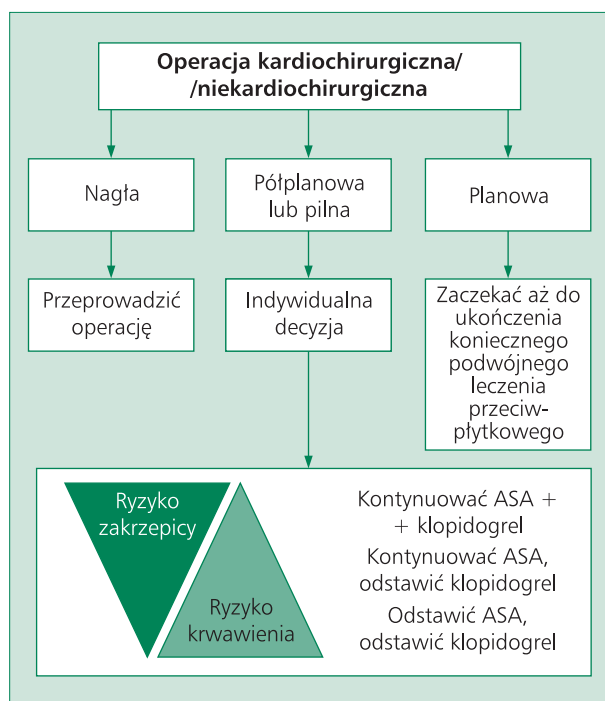 Operacja kardiochirurgiczna/
/niekardiochirurgiczna
Nagła
Półplanowa
lub pilna
Planowa
Przeprowadzić
operację
Indywidualna
decyzja
Zaczekać aż do
ukończenia
koniecznego
podwójnego
leczenia
przeciw-
płytkowego
Ryzyko
zakrzepicy
Ryzyko
krwawienia
Kontynuować ASA +
+ klopidogrel
Kontynuować ASA,
odstawić klopidogrel
Odstawić ASA,
odstawić klopidogrel